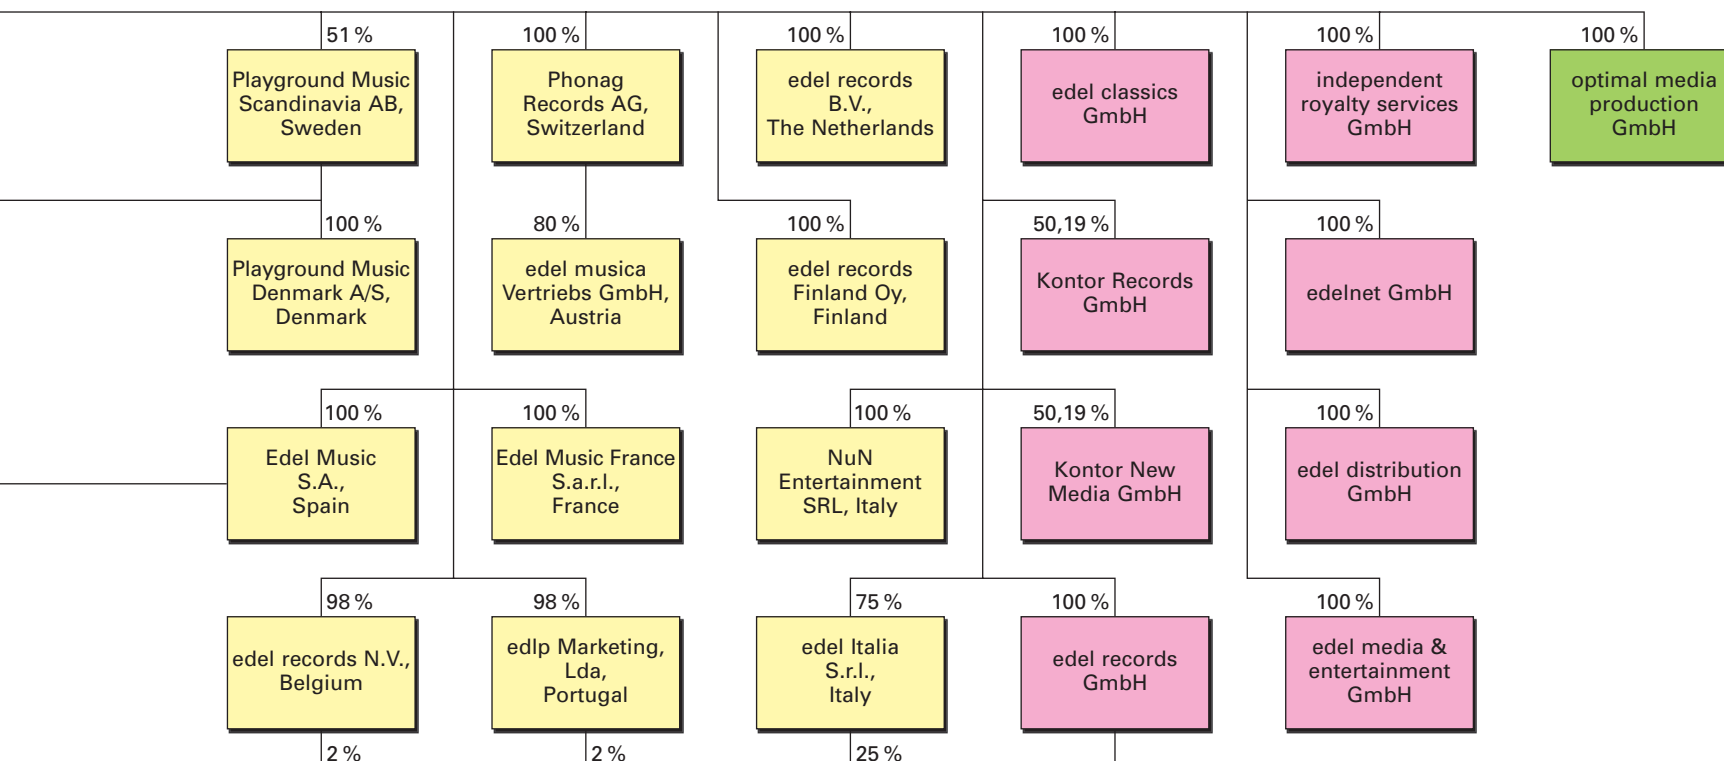 51 %
100 %
100 %
100 %
100 %
100 %
Playground Music
Scandinavia AB,
Sweden
Phonag
Records AG,
Switzerland
edel records
B.V.,
The Netherlands
edel classics
GmbH
independent
royalty services
GmbH
optimal media
production
GmbH
100 %
80 %
100 %
50,19 %
100 %
Playground Music
Denmark A/S,
Denmark
edel musica
Vertriebs GmbH,
Austria
edel records
Finland Oy,
Finland
Kontor Records
GmbH
edelnet GmbH
100 %
100 %
100 %
50,19 %
100 %
Edel Music
S.A.,
Spain
Edel Music France
S.a.r.l.,
France
NuN
Entertainment
SRL, Italy
Kontor New
Media GmbH
edel distribution
GmbH
98 %
98 %
75 %
100 %
100 %
edel records N.V.,
Belgium
edlp Marketing,
Lda,
Portugal
edel Italia
S.r.l.,
Italy
edel records
GmbH
edel media &
entertainment
GmbH
2 %
2 %
25 %